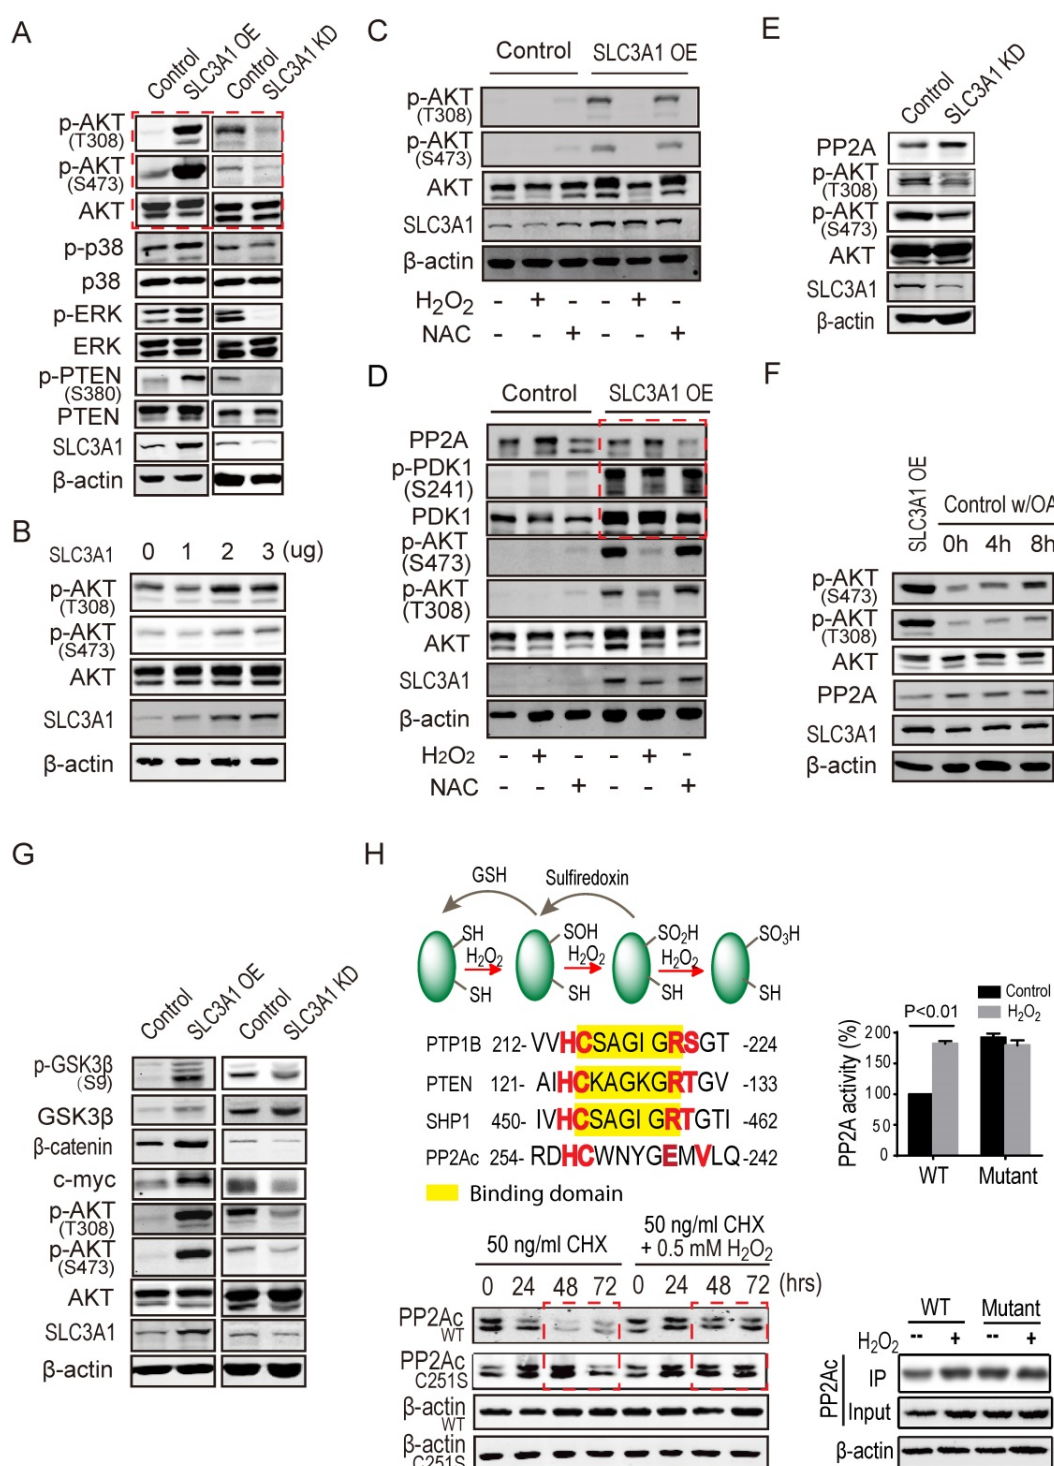 A
Control
SLC3A1 OE
Control
SLC3A1 KD
p-AKT
(T308)
p-AKT
(S473)
AKT
p-p38
p38
p-ERK
ERK
p-PTEN
(S380)
PTEN
SLC3A1
β-actin
B
SLC3A1 0 1 2 3 (ug)
p-AKT
(T308)
p-AKT
(S473)
AKT
SLC3A1
β-actin
C
Control SLC3A1 OE
p-AKT
(T308)
p-AKT
(S473)
AKT
SLC3A1
β-actin
H₂O₂ - + - - + -
NAC - - + - - +
D
Control SLC3A1 OE
PP2A
p-PDK1
(S241)
PDK1
p-AKT
(S473)
p-AKT
(T308)
AKT
SLC3A1
β-actin
H₂O₂ - + - - + -
NAC - - + - - +
E
Control
SLC3A1 KD
PP2A
p-AKT
(T308)
p-AKT
(S473)
AKT
SLC3A1
β-actin
F
SLC3A1 OE
Control w/OA
0h 4h 8h
p-AKT
(S473)
p-AKT
(T308)
AKT
PP2A
SLC3A1
β-actin
G
Control
SLC3A1 OE
Control
SLC3A1 KD
p-GSK3β
(S9)
GSK3β
β-catenin
c-myc
p-AKT
(T308)
p-AKT
(S473)
AKT
SLC3A1
β-actin
H
GSH Sulfiredoxin
SH SOH SO₂H SO₃H
H₂O₂ H₂O₂ H₂O₂
SH SH SH SH
PTP1B 212- VVHCSAGI GRSGT -224
PTEN 121- AIHCKAGKGRTGV -133
SHP1 450- IVHCSAGI GRTGTI -462
PP2Ac 254- RDHCWNYGEMVLQ -242
Binding domain
Control
H₂O₂
P<0.01
PP2A activity (%)
200
150
100
50
0
WT Mutant
50 ng/ml CHX
50 ng/ml CHX
+ 0.5 mM H₂O₂
0 24 48 72 0 24 48 72 (hrs)
PP2Ac
WT
PP2Ac
C251S
β-actin
WT
β-actin
C251S
WT Mutant
H₂O₂ -- + -- +
PP2Ac
IP
Input
β-actin